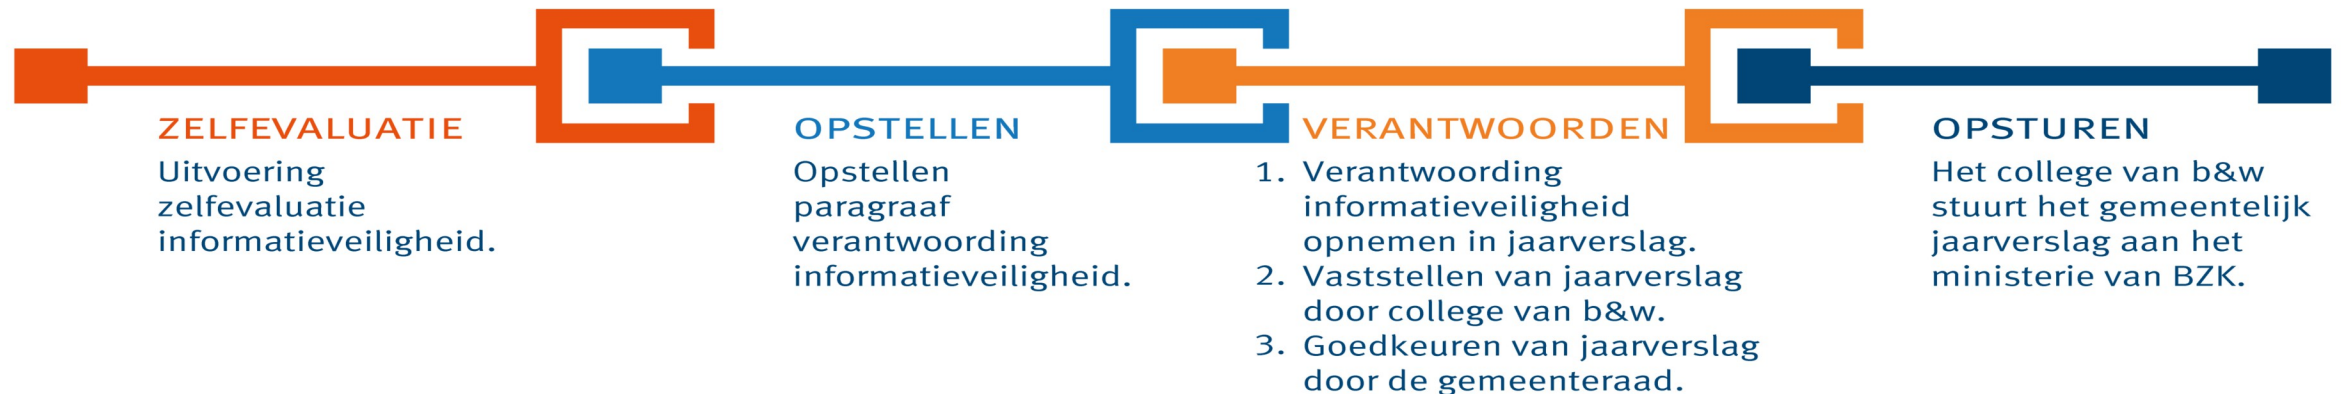 ZELFEVALUATIE
Uitvoering
zelfevaluatie
informatieveiligheid.
OPSTELLEN
Opstellen
paragraaf
verantwoording
informatieveiligheid.
VERANTWOORDEN
1. Verantwoording
informatieveiligheid
opnemen in jaarverslag.
2. Vaststellen van jaarverslag
door college van b&w.
3. Goedkeuren van jaarverslag
door de gemeenteraad.
OPSTUREN
Het college van b&w
stuurt het gemeentelijk
jaarverslag aan het
ministerie van BZK.